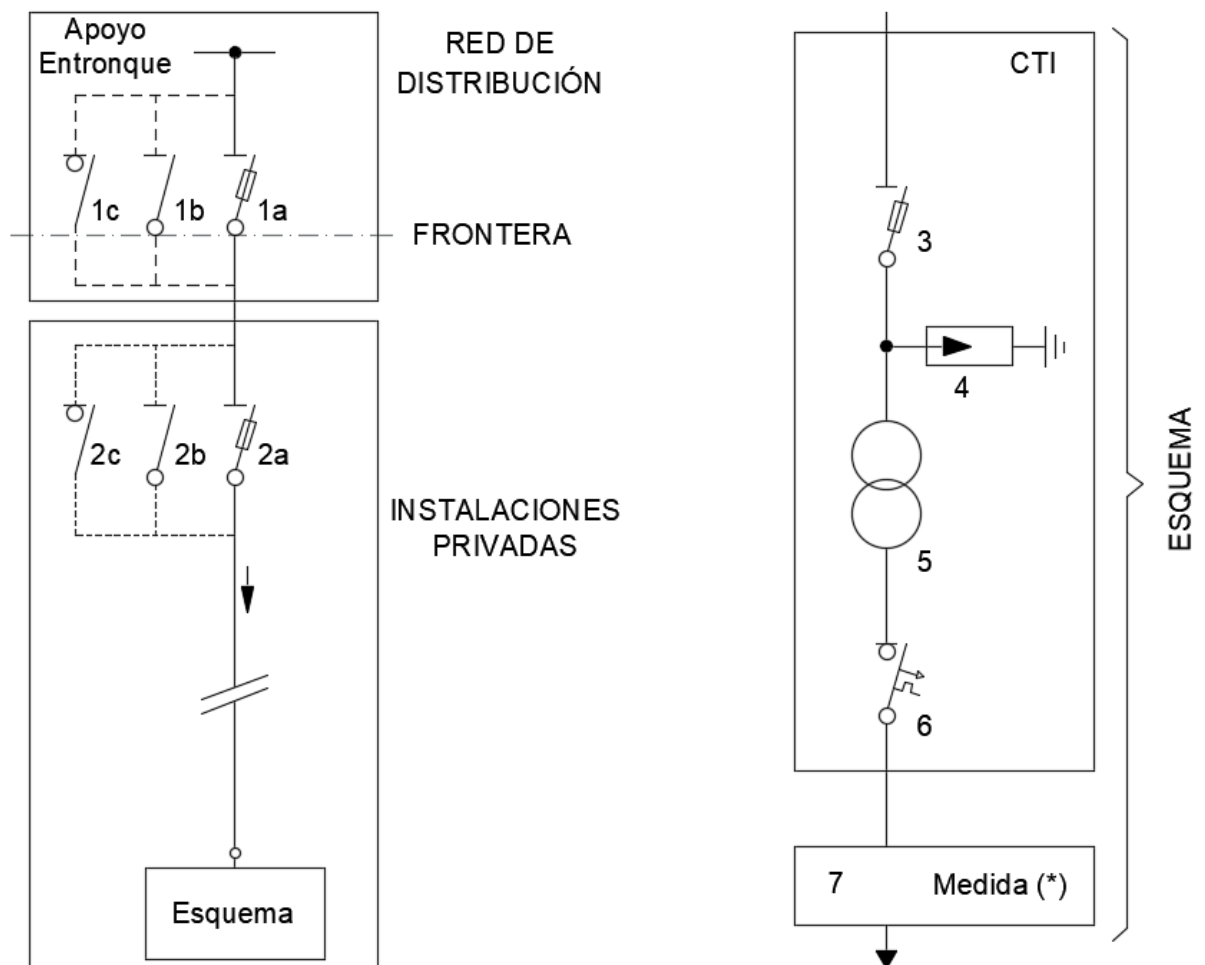 Apoyo
Entronque
RED DE
DISTRIBUCIÓN
1c
1b
1a
FRONTERA
2c
2b
2a
INSTALACIONES
PRIVADAS
Esquema
CTI
3
4
5
6
7
Medida (*)
ESQUEMA